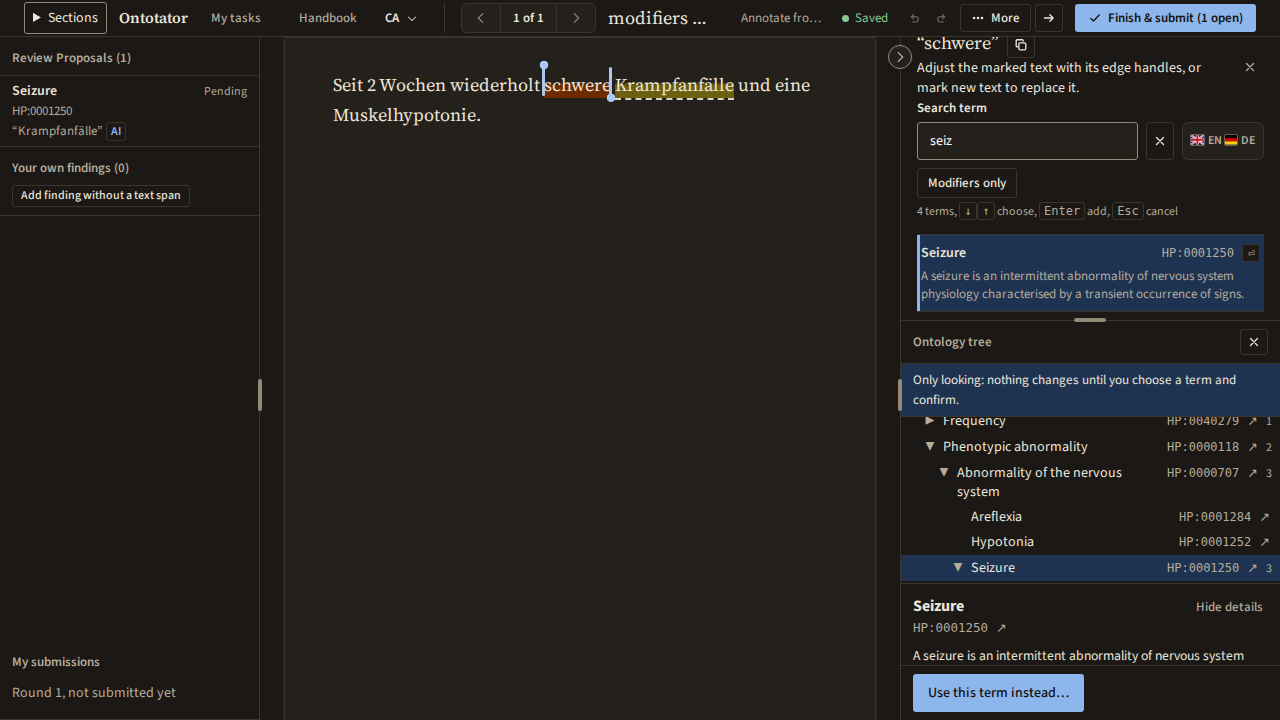 Sections
Ontotator
My tasks
Handbook
CA
1 of 1
modifiers ...
Annotate fro...
Saved
More
Finish & submit (1 open)
Review Proposals (1)
Seizure Pending
HP:0001250
“Krampfanfälle” AI
Your own findings (0)
Add finding without a text span
My submissions
Round 1, not submitted yet
Seit 2 Wochen wiederholt schwere Krampfanfälle und eine
Muskelhypotonie.
“schwere”
Adjust the marked text with its edge handles, or
mark new text to replace it.
Search term
seiz
EN DE
Modifiers only
4 terms, ↓ ↑ choose, Enter add, Esc cancel
Seizure HP:0001250
A seizure is an intermittent abnormality of nervous system
physiology characterised by a transient occurrence of signs.
Ontology tree
Only looking: nothing changes until you choose a term and
confirm.
Frequency HP:0040279 ↗ 1
Phenotypic abnormality HP:0000118 ↗ 2
Abnormality of the nervous HP:0000707 ↗ 3
system
Areflexia HP:0001284 ↗
Hypotonia HP:0001252 ↗
Seizure HP:0001250 ↗ 3
Seizure Hide details
HP:0001250 ↗
A seizure is an intermittent abnormality of nervous system
Use this term instead...